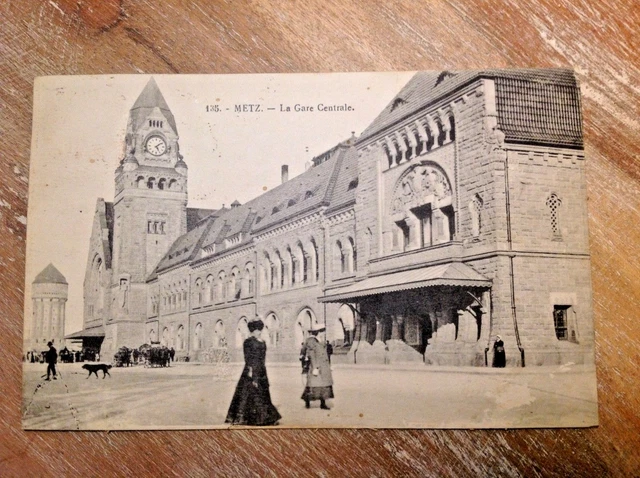 135. - METZ. — La Gare Centrale.